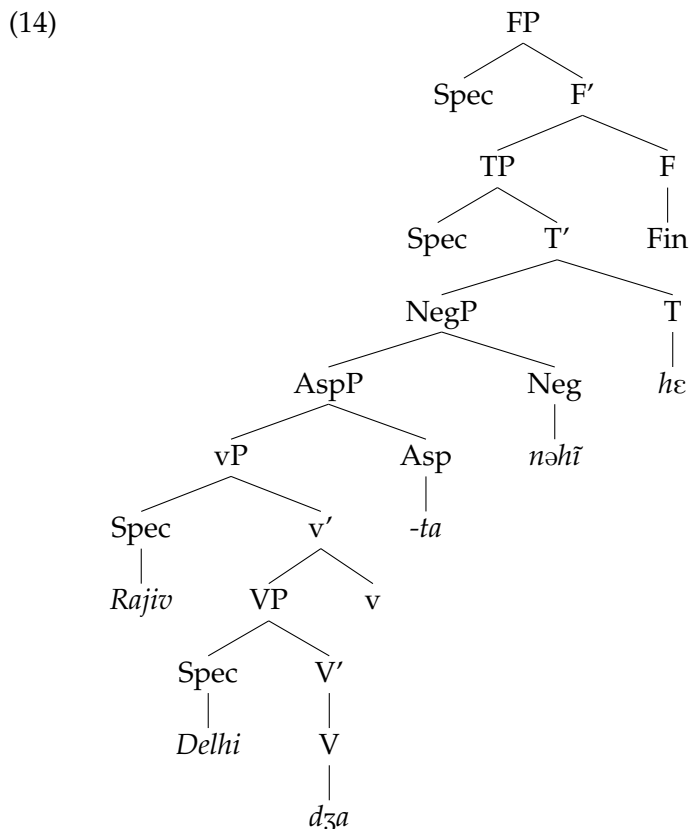 (14)
FP
Spec F'
TP F
Spec T' Fin
NegP T
AspP Neg hɛ
vP Asp nəhĩ
Spec v' -ta
Rajiv VP v
Spec V'
Delhi V
dʒa